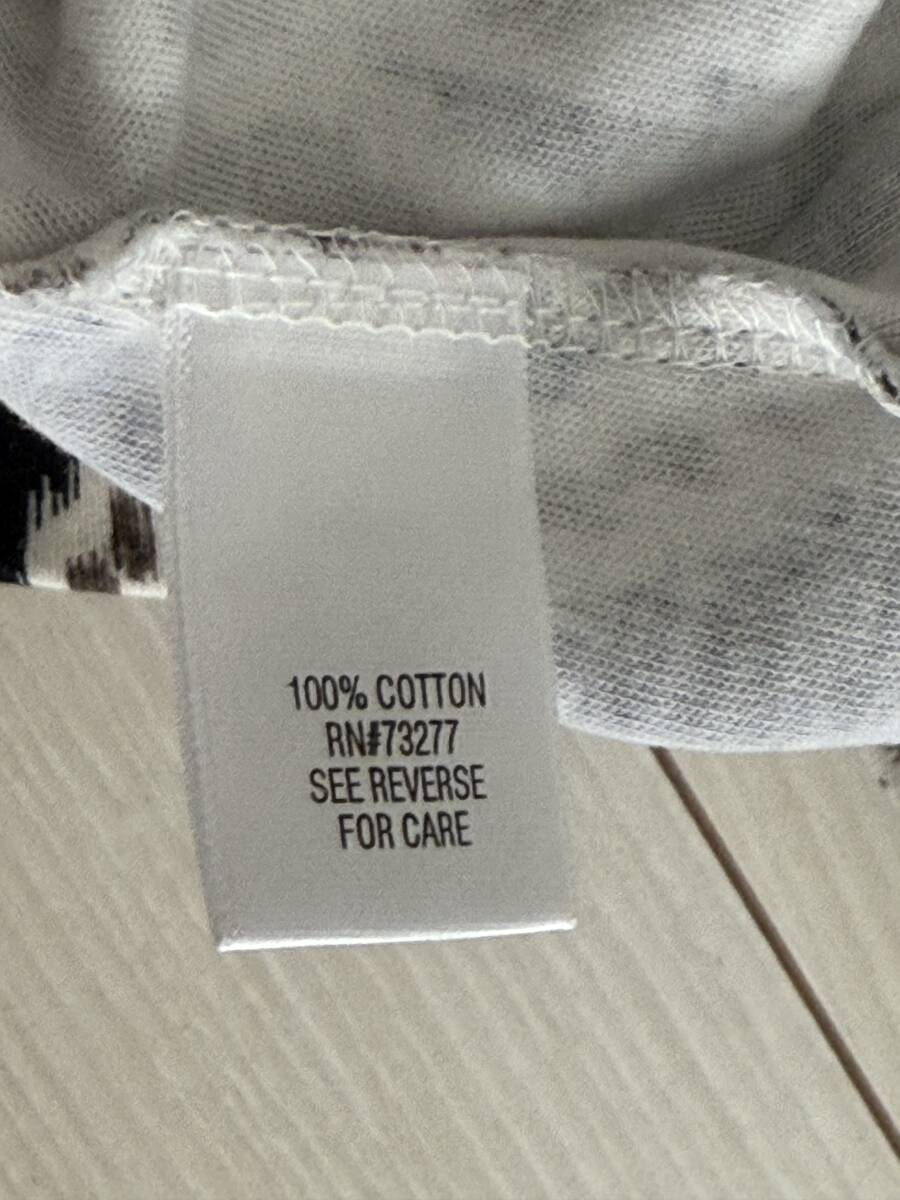 100% COTTON
RN#73277
SEE REVERSE
FOR CARE